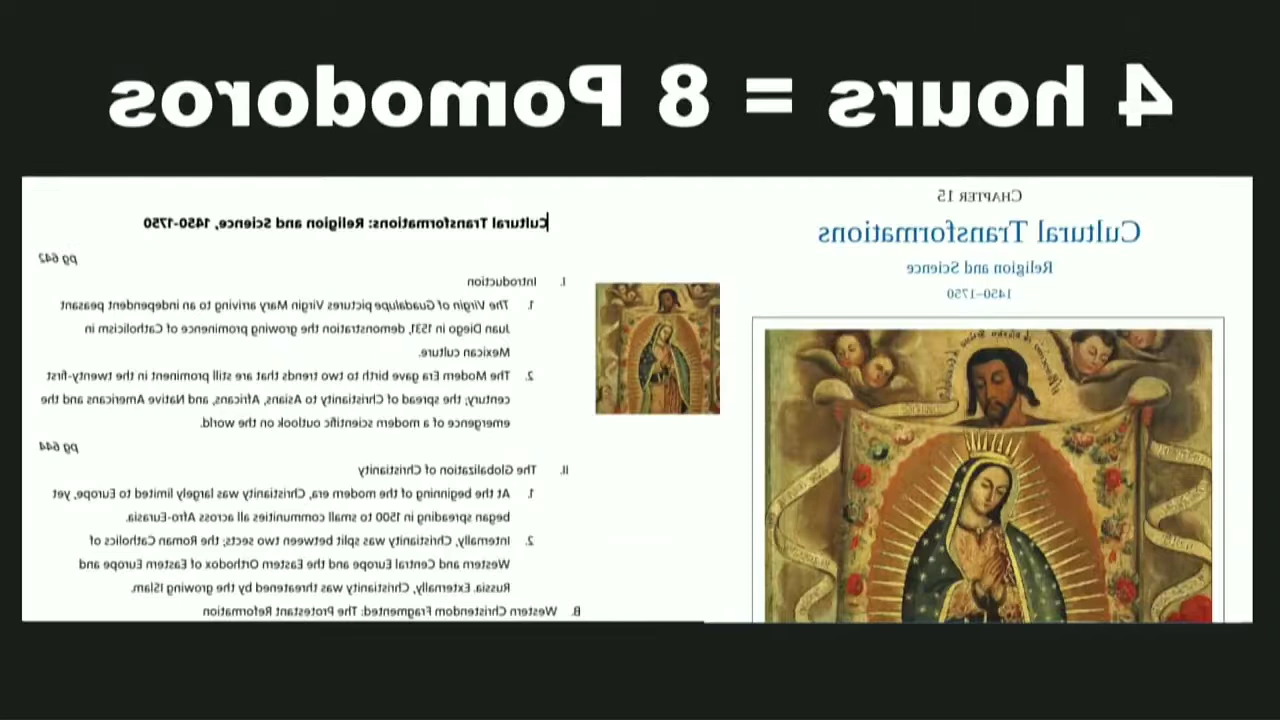 4 hours = 8 Pomodoros
CHAPTER 15
Cultural Transformations
Religion and Science
1450–1750
Cultural Transformations: Religion and Science, 1450-1750
pg 642
I. Introduction
1. The Virgin of Guadalupe pictures Virgin Mary arriving to an independent peasant
Juan Diego in 1531, demonstration the growing prominence of Catholicism in
Mexican culture.
2. The Modern Era gave birth to two trends that are still prominent in the twenty-first
century; the spread of Christianity to Asians, Africans, and Native Americans and the
emergence of a modern scientific outlook on the world.
pg 644
II. The Globalization of Christianity
1. At the beginning of the modern era, Christianity was largely limited to Europe, yet
began spreading in 1500 to small communities all across Afro-Eurasia.
2. Internally, Christianity was split between two sects; the Roman Catholics of
Western and Central Europe and the Eastern Orthodox of Eastern Europe and
Russia. Externally, Christianity was threatened by the growing ISlam.
B. Western Christendom Fragmented: The Protestant Reformation